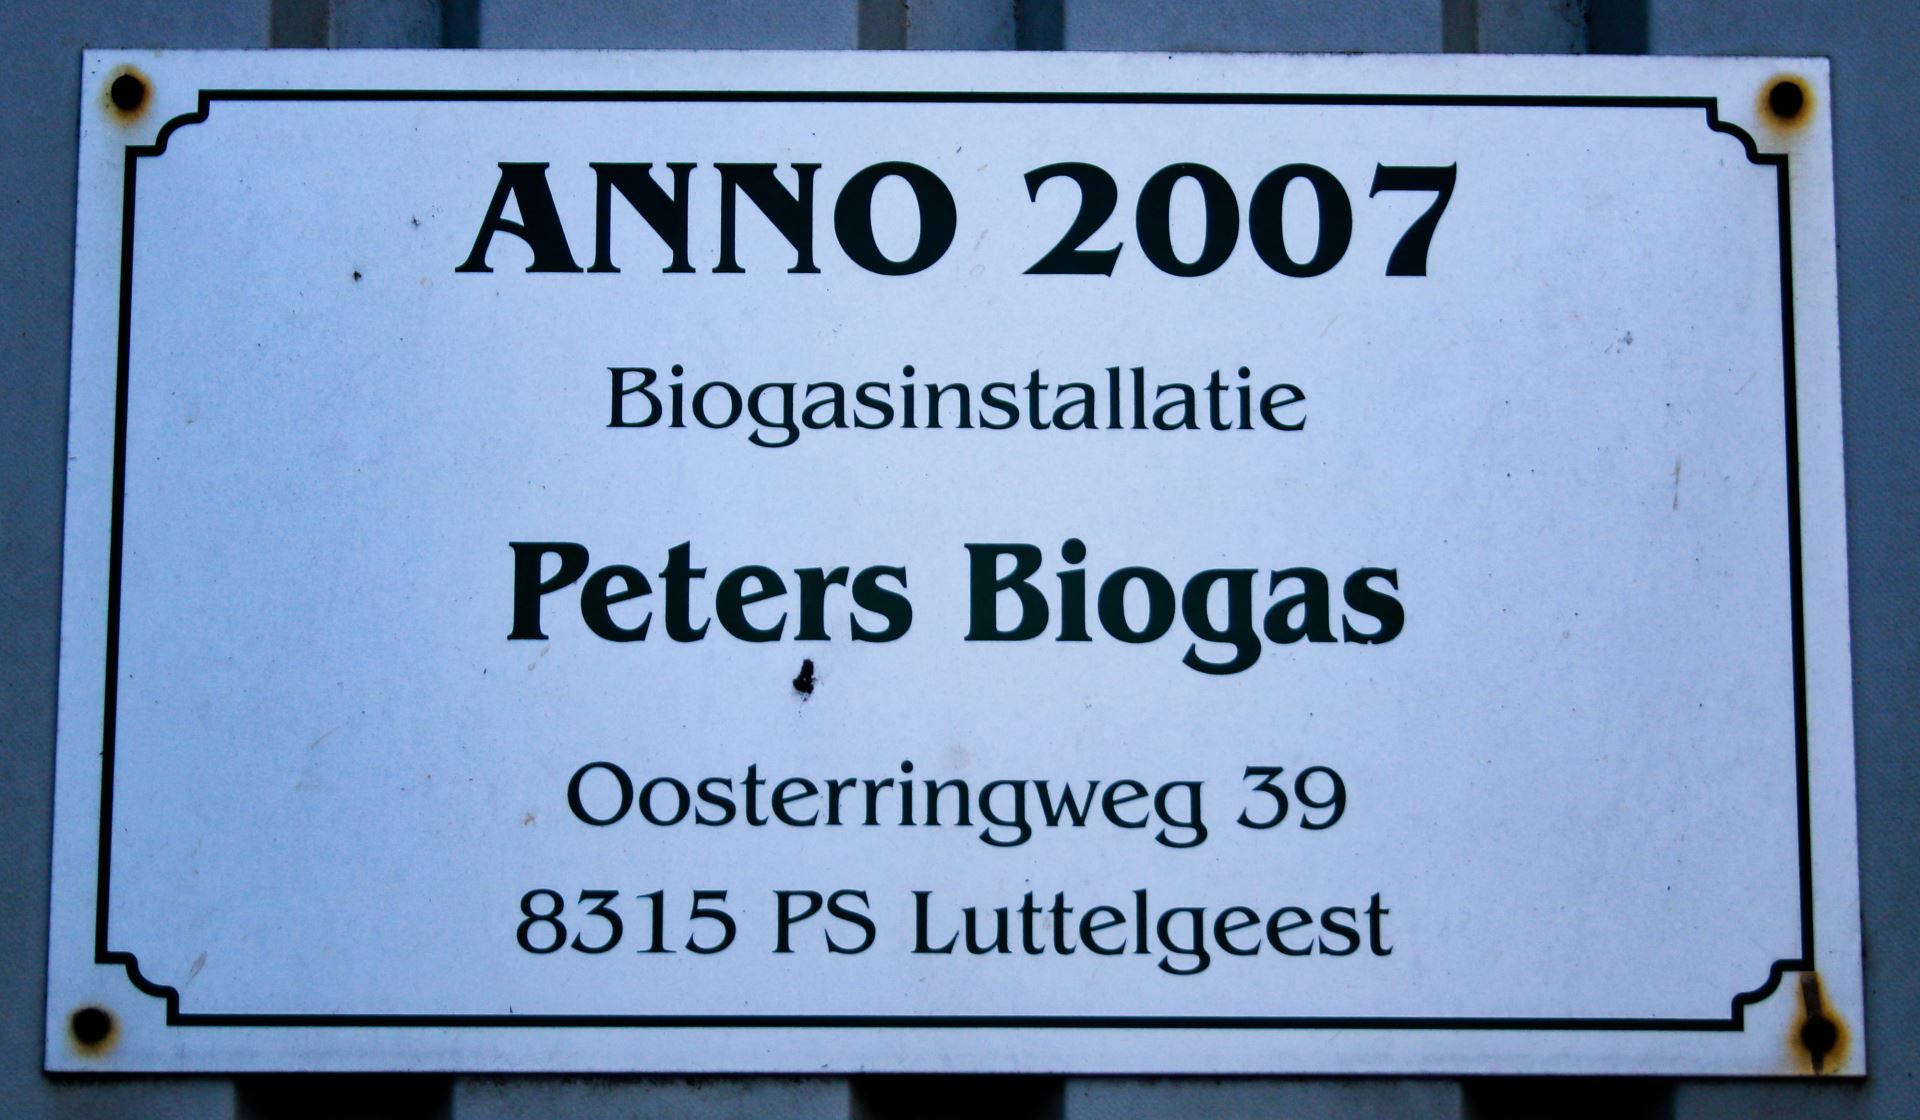 ANNO 2007
Biogasinstallatie
Peters Biogas
Oosterringweg 39
8315 PS Luttelgeest